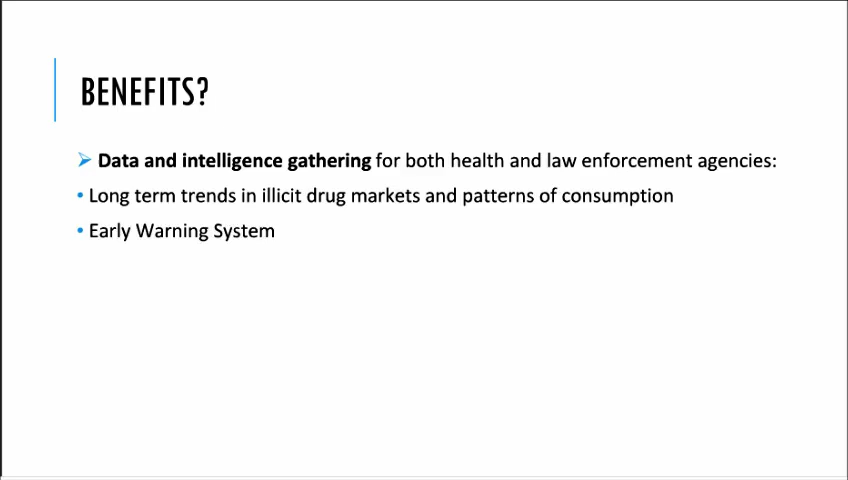 BENEFITS?
➢ Data and intelligence gathering for both health and law enforcement agencies:
• Long term trends in illicit drug markets and patterns of consumption
• Early Warning System